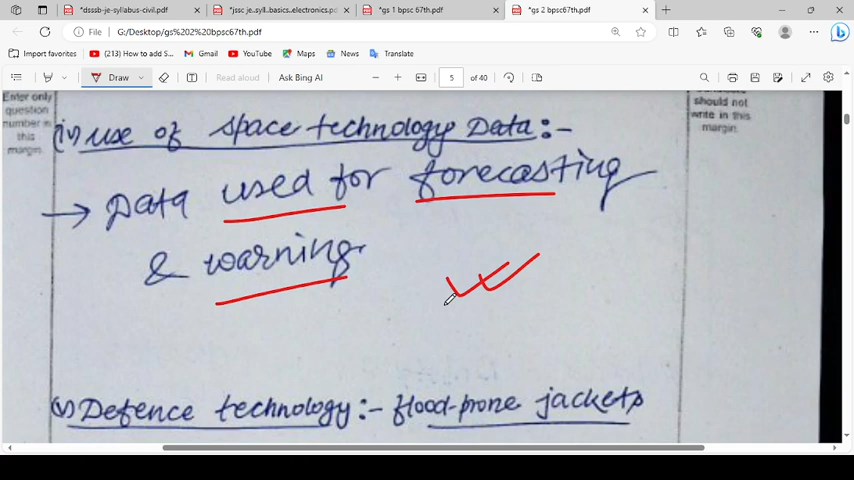 *dsssb-je-syllabus-civil.pdf
*jssc je.syll..basics..electronics.pc
*gs 1 bpsc 67th.pdf
*gs 2 bpsc67th.pdf
File
G:/Desktop/gs%202%20bpsc67th.pdf
Import favorites
(213) How to add S...
Gmail
YouTube
Maps
News
Translate
Draw
Read aloud
Ask Bing AI
5 of 40
Enter only
question
number in
this
margin.
should not
write in this
margin.
(iv) use of space technology Data:-
→ Data used for forecasting
& warning.
(v) Defence technology:- flood-prone jackets